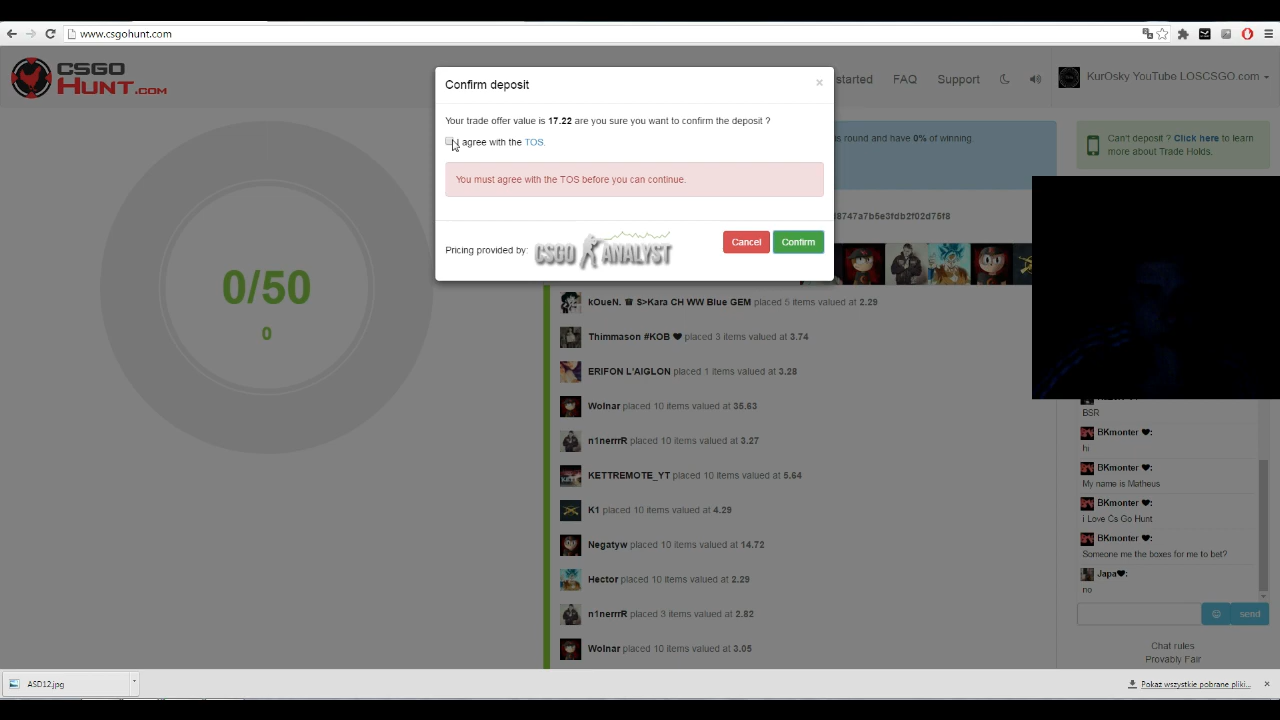 www.csgohunt.com
CSGO
HUNT.COM
started FAQ Support
KurOsky YouTube LOSCSGO.com
Confirm deposit ×
Your trade offer value is 17.22 are you sure you want to confirm the deposit ?
I agree with the TOS.
You must agree with the TOS before you can continue.
Pricing provided by: CSGO ANALYST
Cancel Confirm
is round and have 0% of winning.
Can't deposit ? Click here to learn
more about Trade Holds.
0/50
0
kOueN. ♕ S>Kara CH WW Blue GEM placed 5 items valued at 2.29
Thimmason #KOB ❤ placed 3 items valued at 3.74
ERIFON L'AIGLON placed 1 items valued at 3.28
Wolnar placed 10 items valued at 35.63
n1nerrrR placed 10 items valued at 3.27
KETTREMOTE_YT placed 10 items valued at 5.64
K1 placed 10 items valued at 4.29
Negatyw placed 10 items valued at 14.72
Hector placed 10 items valued at 2.29
n1nerrrR placed 3 items valued at 2.82
Wolnar placed 10 items valued at 3.05
BSR
BKmonter ❤:
hi
BKmonter ❤:
My name is Matheus
BKmonter ❤:
i Love Cs Go Hunt
BKmonter ❤:
Someone me the boxes for me to bet?
Japa❤:
no
send
Chat rules
Provably Fair
ASD12.jpg
Pokaż wszystkie pobrane pliki...